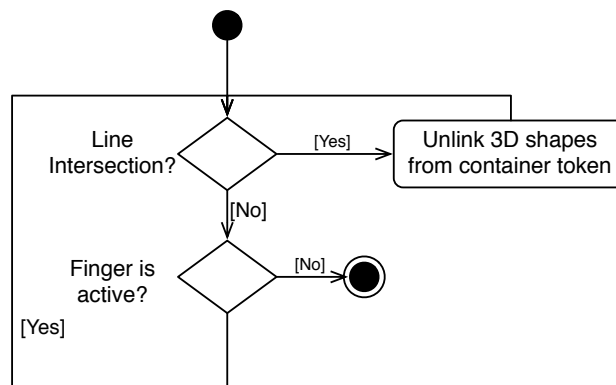 Line
Intersection?
[Yes]
Unlink 3D shapes
from container token
[No]
Finger is
active?
[No]
[Yes]